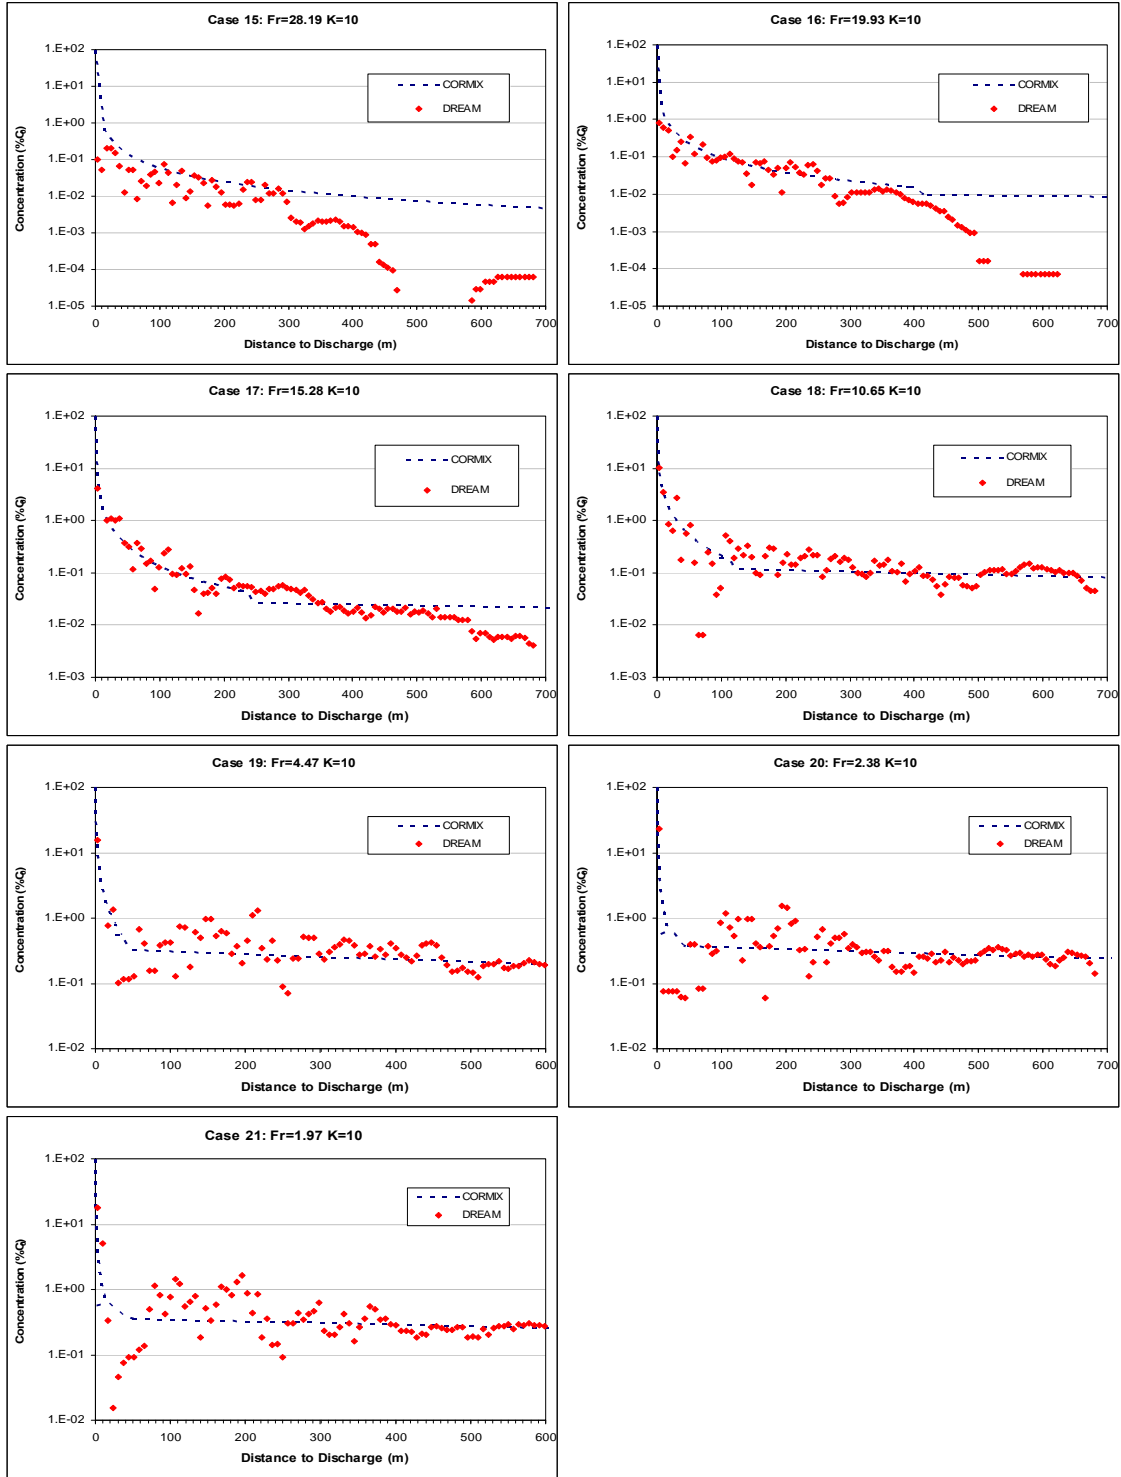 Case 15: Fr=28.19 K=10
1.E+02
1.E+01
1.E+00
1.E-01
1.E-02
1.E-03
1.E-04
1.E-05
Concentration (%C0)
CORMIX
DREAM
0 100 200 300 400 500 600 700
Distance to Discharge (m)
Case 16: Fr=19.93 K=10
1.E+02
1.E+01
1.E+00
1.E-01
1.E-02
1.E-03
1.E-04
1.E-05
Concentration (%C0)
CORMIX
DREAM
0 100 200 300 400 500 600 700
Distance to Discharge (m)
Case 17: Fr=15.28 K=10
1.E+02
1.E+01
1.E+00
1.E-01
1.E-02
1.E-03
Concentration (%C0)
CORMIX
DREAM
0 100 200 300 400 500 600 700
Distance to Discharge (m)
Case 18: Fr=10.65 K=10
1.E+02
1.E+01
1.E+00
1.E-01
1.E-02
1.E-03
Concentration (%C0)
CORMIX
DREAM
0 100 200 300 400 500 600 700
Distance to Discharge (m)
Case 19: Fr=4.47 K=10
1.E+02
1.E+01
1.E+00
1.E-01
1.E-02
Concentration (%C0)
CORMIX
DREAM
0 100 200 300 400 500 600
Distance to Discharge (m)
Case 20: Fr=2.38 K=10
1.E+02
1.E+01
1.E+00
1.E-01
1.E-02
Concentration (%C0)
CORMIX
DREAM
0 100 200 300 400 500 600 700
Distance to Discharge (m)
Case 21: Fr=1.97 K=10
1.E+02
1.E+01
1.E+00
1.E-01
1.E-02
Concentration (%C0)
CORMIX
DREAM
0 100 200 300 400 500 600
Distance to Discharge (m)